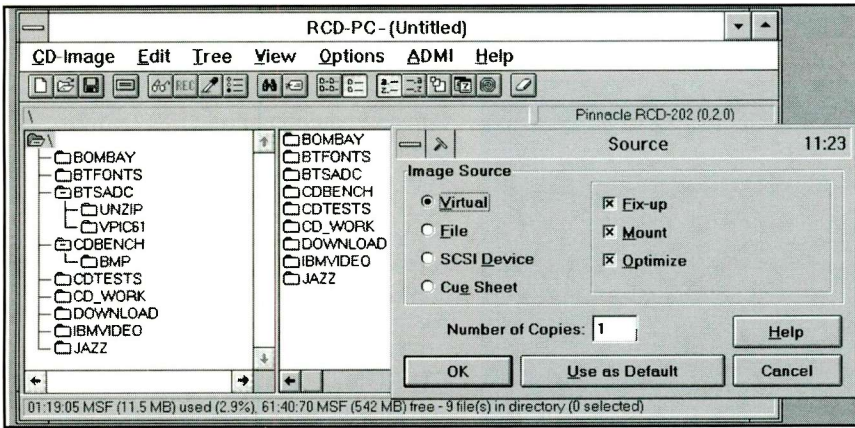 RCD-PC - (Untitled)
CD-Image Edit Tree View Options ADMI Help
REC
\ Pinnacle RCD-202 (0,2,0)
\
BOMBAY
BTFONTS
BTSADC
UNZIP
VPIC61
CDBENCH
BMP
CDTESTS
CD_WORK
DOWNLOAD
IBMVIDEO
JAZZ
BOMBAY
BTFONTS
BTSADC
CDBENCH
CDTESTS
CD_WORK
DOWNLOAD
IBMVIDEO
JAZZ
Source 11:23
Image Source
Virtual
File
SCSI Device
Cue Sheet
Fix-up
Mount
Optimize
Number of Copies: 1
Help
OK Use as Default Cancel
01:19:05 MSF (11.5 MB) used (2.9%), 61:40:70 MSF (542 MB) free - 9 file(s) in directory (0 selected)